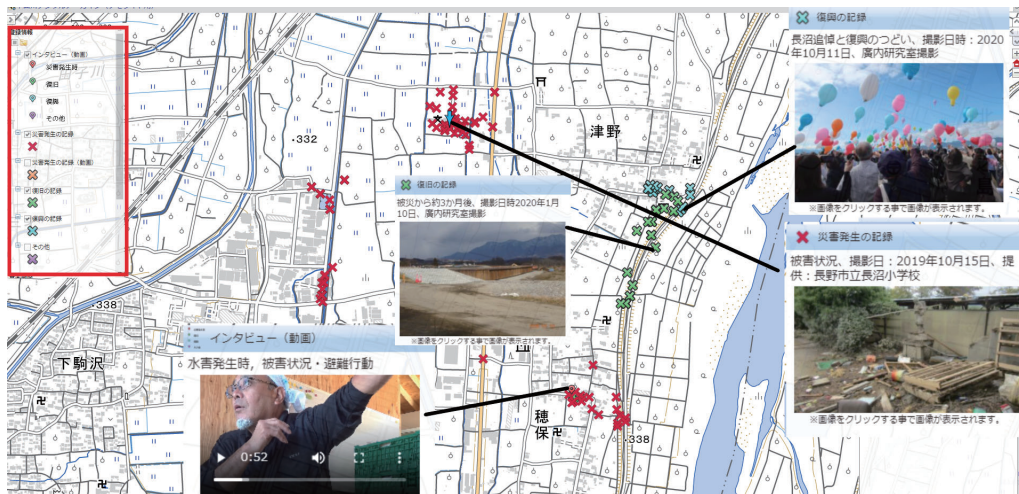 登録情報
インタビュー（動画）
災害発生時
復旧
復興
その他
災害発生の記録
災害発生の記録（動画）
復旧の記録
復興の記録
その他
・332
津野
卍
・338
下駒沢
卍
卍
穂保
卍
・338
復興の記録
長沼追悼と復興のつどい、撮影日時：2020
年10月11日、廣内研究室撮影
※画像をクリックする事で画像が表示されます。
復旧の記録
被災から約3か月後、撮影日時2020年1月
10日、廣内研究室撮影
※画像をクリックする事で画像が表示されます。
災害発生の記録
被害状況、撮影日：2019年10月15日、提
供：長野市立長沼小学校
※画像をクリックする事で画像が表示されます。
インタビュー（動画）
水害発生時，被害状況・避難行動
0:52